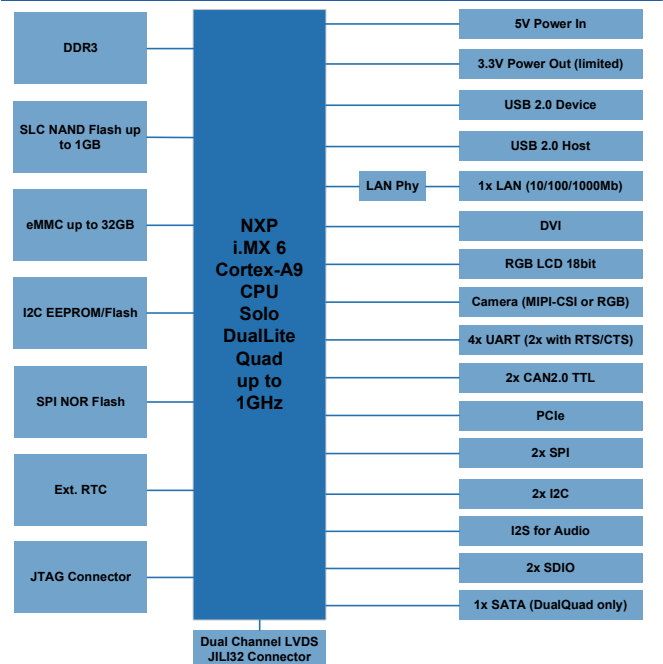 DDR3
SLC NAND Flash up
to 1GB
eMMC up to 32GB
I2C EEPROM/Flash
SPI NOR Flash
Ext. RTC
JTAG Connector
NXP
i.MX 6
Cortex-A9
CPU
Solo
DualLite
Quad
up to
1GHz
Dual Channel LVDS
JILI32 Connector
5V Power In
3.3V Power Out (limited)
USB 2.0 Device
USB 2.0 Host
LAN Phy
1x LAN (10/100/1000Mb)
DVI
RGB LCD 18bit
Camera (MIPI-CSI or RGB)
4x UART (2x with RTS/CTS)
2x CAN2.0 TTL
PCIe
2x SPI
2x I2C
I2S for Audio
2x SDIO
1x SATA (DualQuad only)